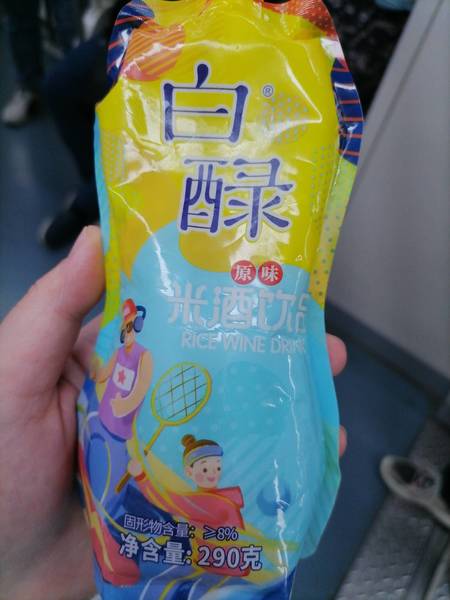 白®
醁
原味
米酒饮品
RICE WINE DRINK
固形物含量：≥8%
净含量：290克